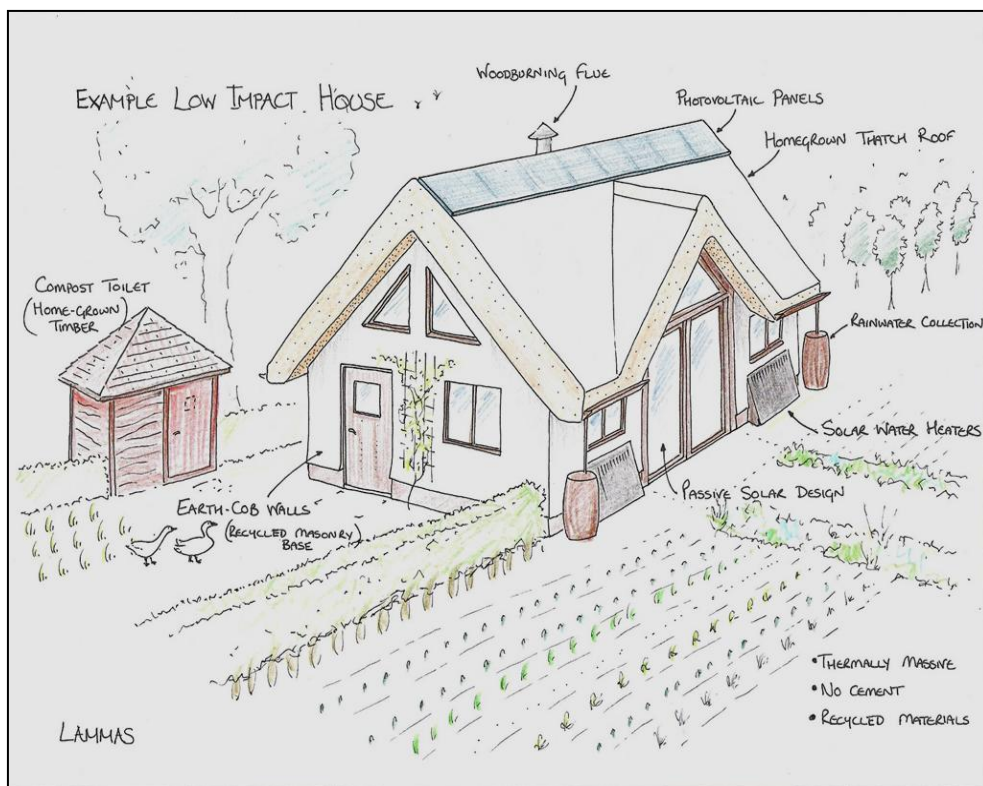 WOODBURNING FLUE
EXAMPLE LOW IMPACT HOUSE
PHOTOVOLTAIC PANELS
HOMEGROWN THATCH ROOF
COMPOST TOILET
(HOME-GROWN
TIMBER)
RAINWATER COLLECTION
SOLAR WATER HEATERS
PASSIVE SOLAR DESIGN
EARTH-COB WALLS
(RECYCLED MASONRY
BASE)
• THERMALLY MASSIVE
• NO CEMENT
• RECYCLED MATERIALS
LAMMAS